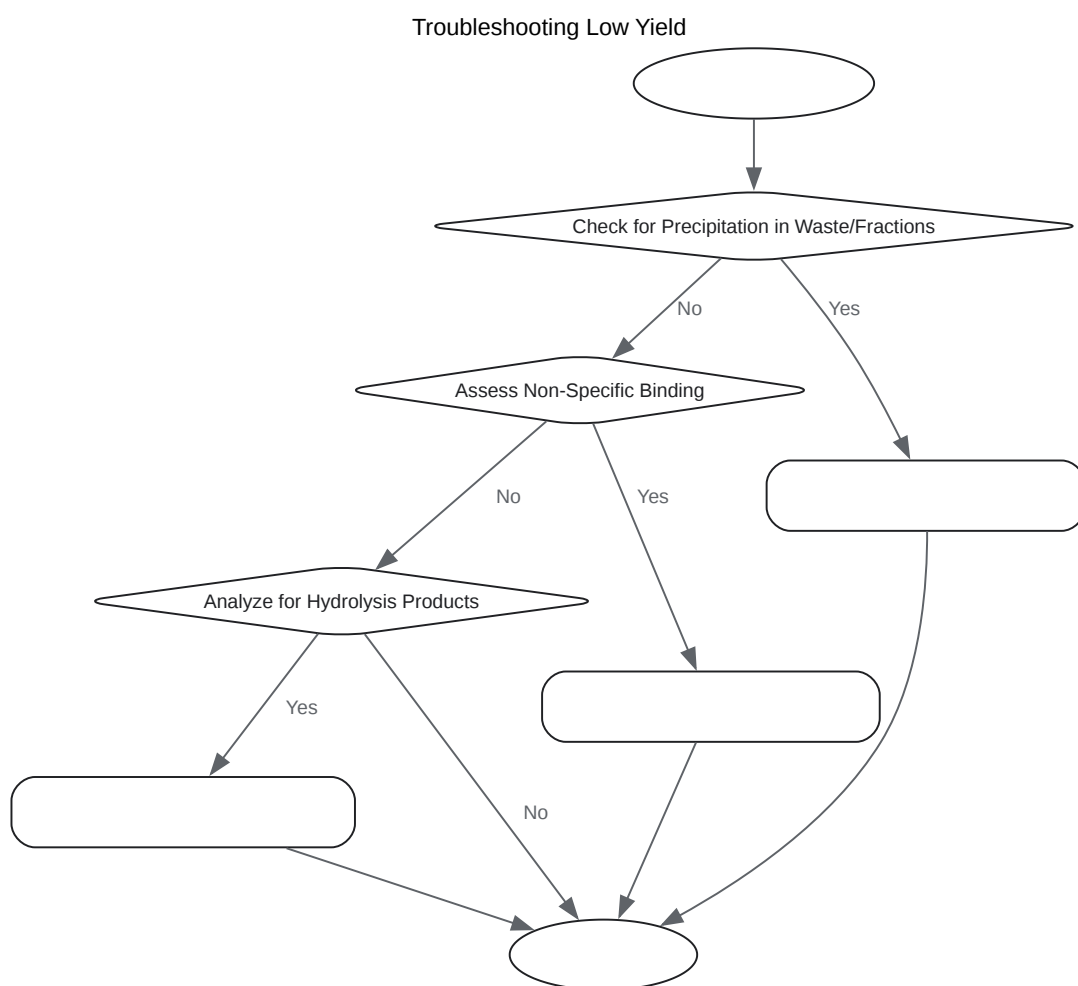 Troubleshooting Low Yield
Check for Precipitation in Waste/Fractions
No
Yes
Assess Non-Specific Binding
No
Yes
Analyze for Hydrolysis Products
Yes
No